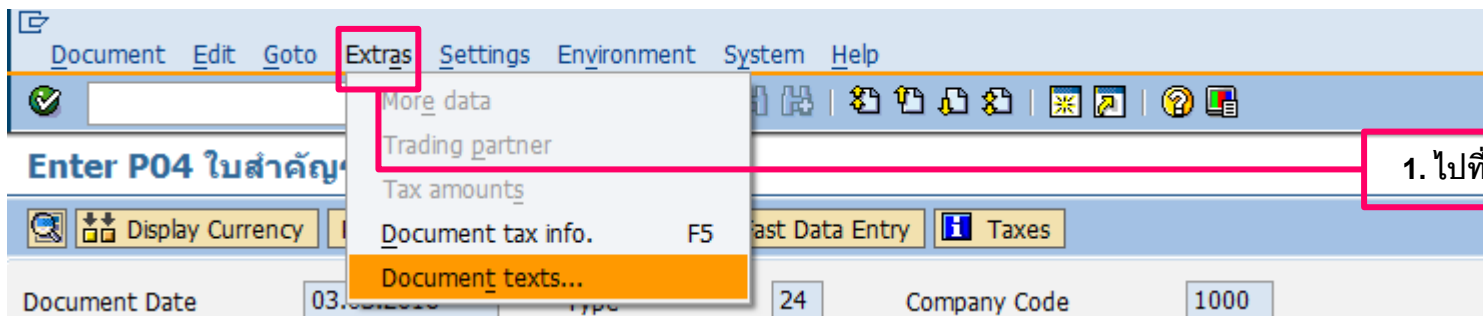 Document Edit Goto Extras Settings Environment System Help
More data
Trading partner
Enter P04 ใบสำคัญ
1. ไปที่
Tax amounts
Display Currency
Document tax info. F5
Fast Data Entry
Taxes
Document texts...
Document Date
Type
24
Company Code
1000